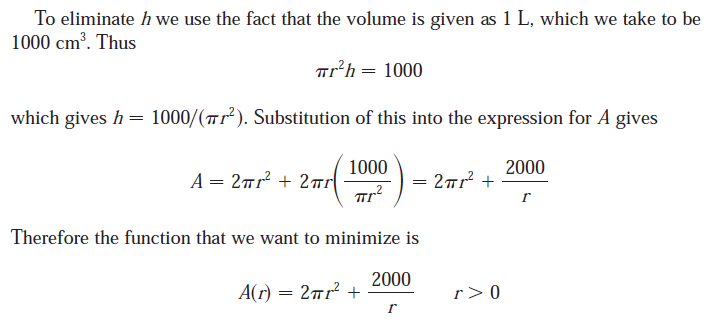 To eliminate h we use the fact that the volume is given as 1 L, which we take to be
1000 cm³. Thus
πr²h = 1000
which gives h = 1000/(πr²). Substitution of this into the expression for A gives
A = 2πr² + 2πr(1000/πr²) = 2πr² + 2000/r
Therefore the function that we want to minimize is
A(r) = 2πr² + 2000/r r > 0